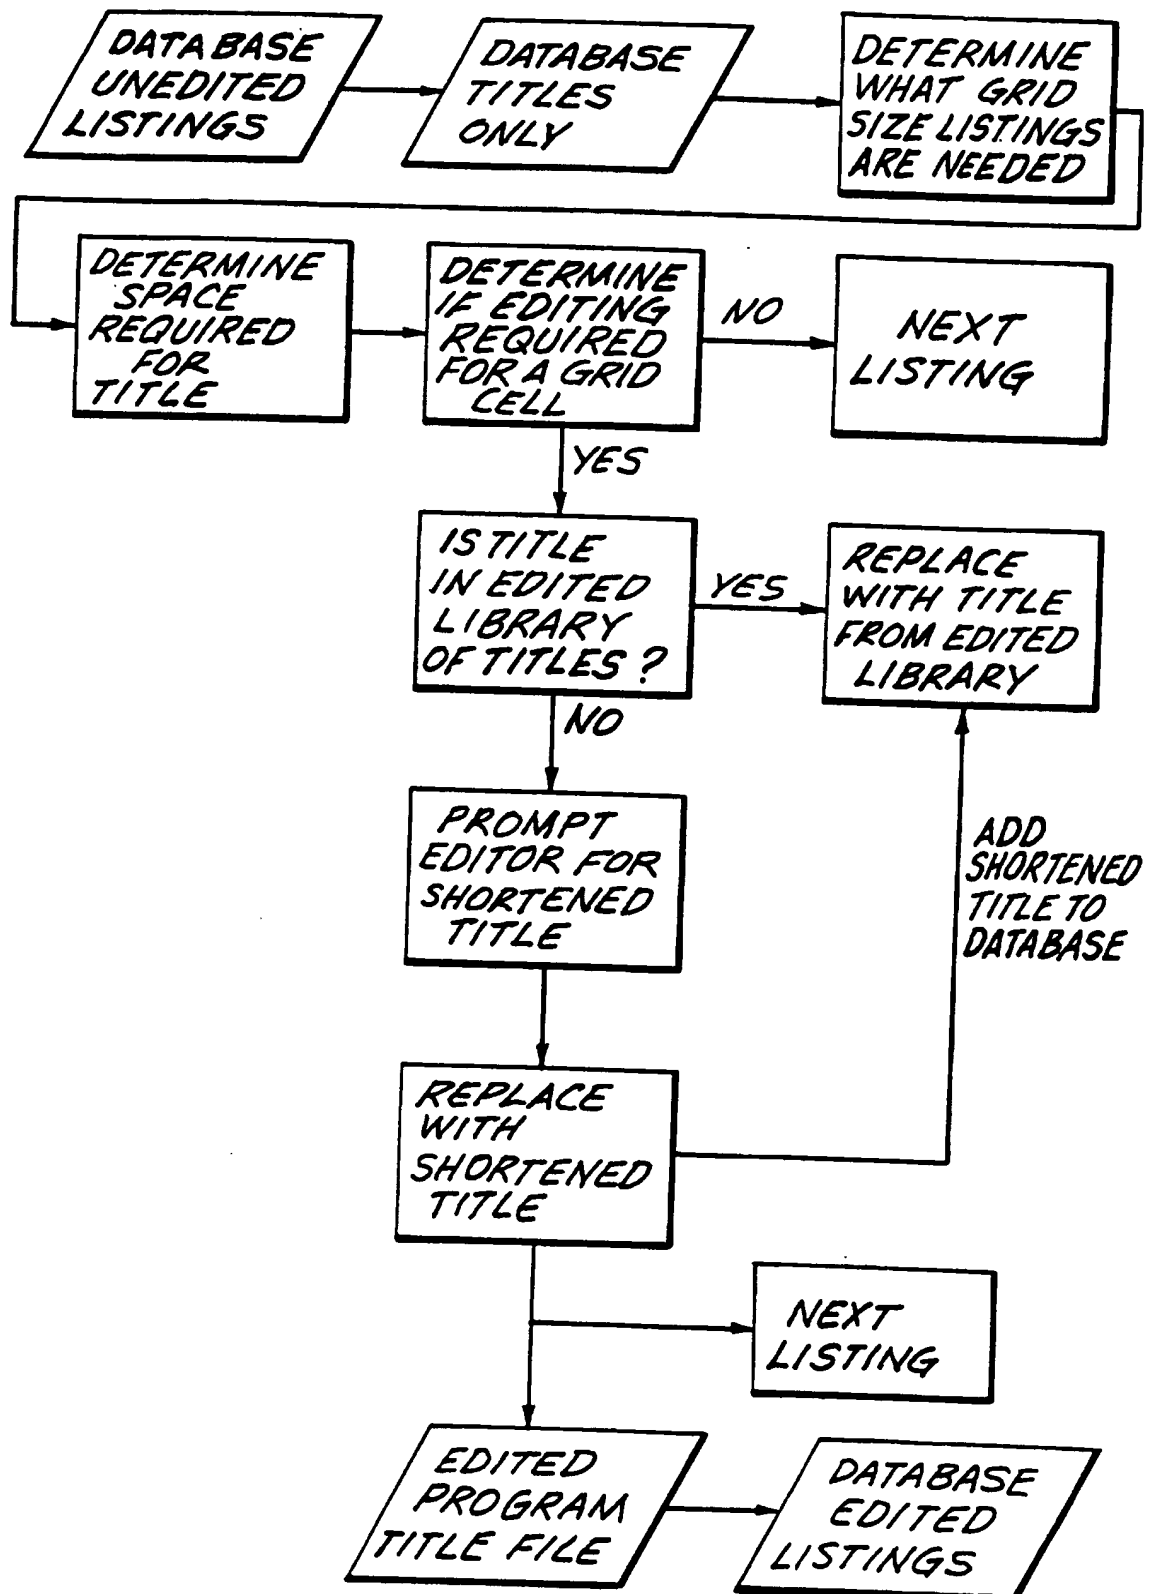 DATABASE
UNEDITED
LISTINGS
DATABASE
TITLES
ONLY
DETERMINE
WHAT GRID
SIZE LISTINGS
ARE NEEDED
DETERMINE
SPACE
REQUIRED
FOR
TITLE
DETERMINE
IF EDITING
REQUIRED
FOR A GRID
CELL
NO
NEXT
LISTING
YES
IS TITLE
IN EDITED
LIBRARY
OF TITLES?
YES
REPLACE
WITH TITLE
FROM EDITED
LIBRARY
NO
PROMPT
EDITOR FOR
SHORTENED
TITLE
ADD
SHORTENED
TITLE TO
DATABASE
REPLACE
WITH
SHORTENED
TITLE
NEXT
LISTING
EDITED
PROGRAM
TITLE FILE
DATABASE
EDITED
LISTINGS